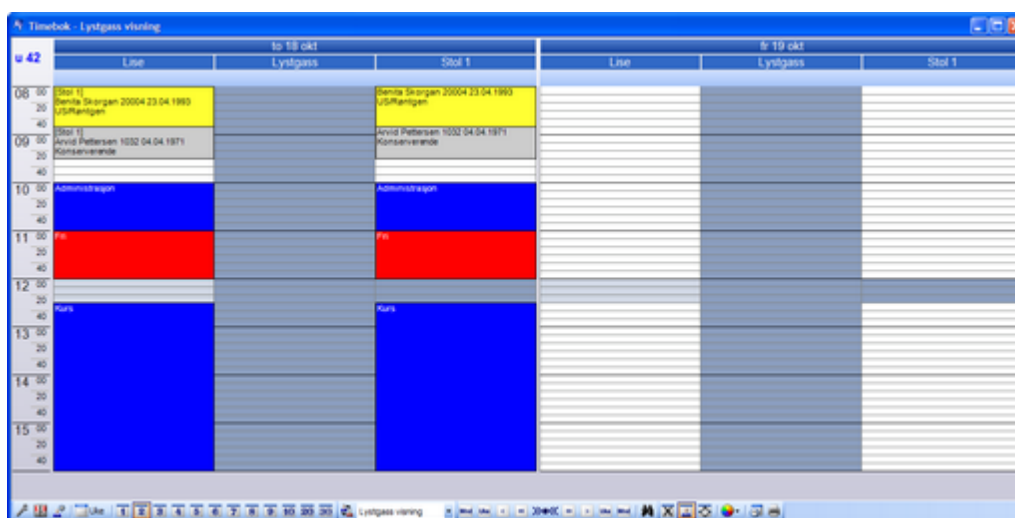 Timebok - Lystgass visning
u 42
to 18 okt
fr 19 okt
Lise Lystgass Stol 1 Lise Lystgass Stol 1
08 00
20
40
09 00
20
40
10 00
20
40
11 00
20
40
12 00
20
13 00
20
40
14 00
20
40
15 00
20
40
[Stol 1]
Benita Skorgan 20004 23.04.1993
US/Røntgen
[Stol 1]
Arvid Pettersen 1032 04.04.1971
Konserverende
Administrasjon
Fri
Kurs
Benita Skorgan 20004 23.04.1993
US/Røntgen
Arvid Pettersen 1032 04.04.1971
Konserverende
Administrasjon
Fri
Kurs
Uke 1 2 3 4 5 6 7 8 9 10 20 30 Lystgass visning